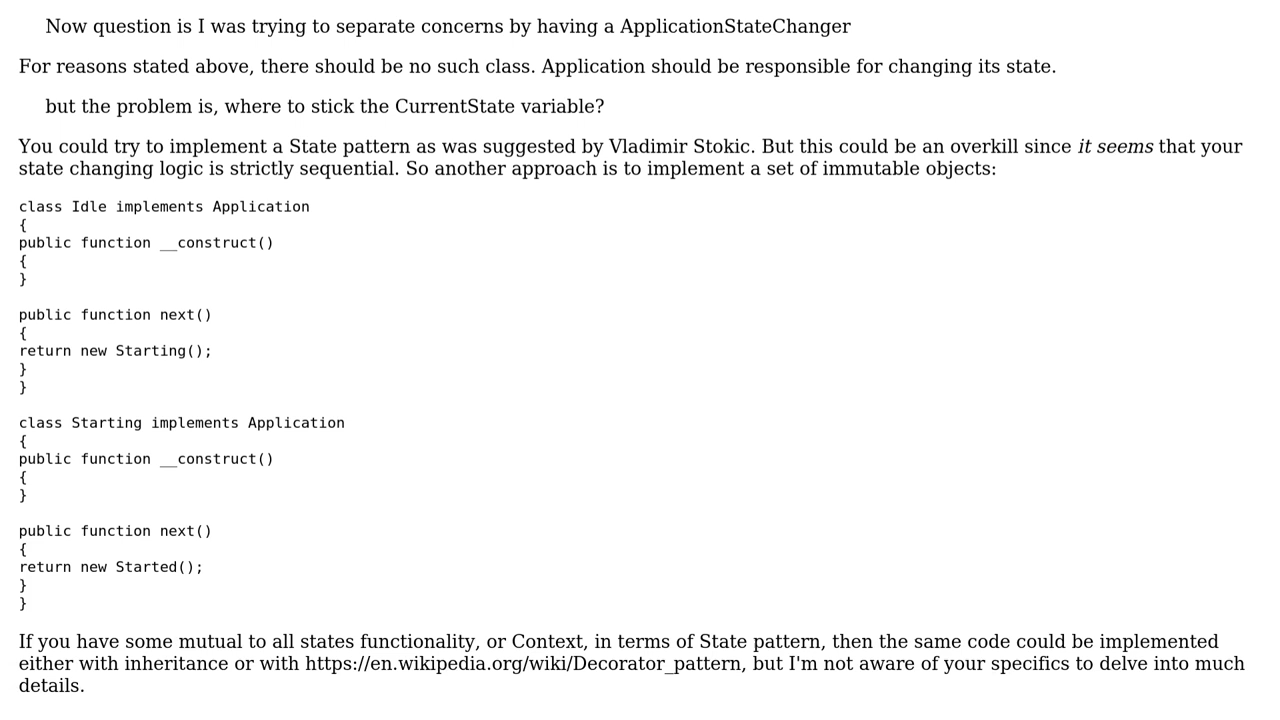 Now question is I was trying to separate concerns by having a ApplicationStateChanger
For reasons stated above, there should be no such class. Application should be responsible for changing its state.
but the problem is, where to stick the CurrentState variable?
You could try to implement a State pattern as was suggested by Vladimir Stokic. But this could be an overkill since it seems that your
state changing logic is strictly sequential. So another approach is to implement a set of immutable objects:
class Idle implements Application
{
public function __construct()
{
}
public function next()
{
return new Starting();
}
}
class Starting implements Application
{
public function __construct()
{
}
public function next()
{
return new Started();
}
}
If you have some mutual to all states functionality, or Context, in terms of State pattern, then the same code could be implemented
either with inheritance or with https://en.wikipedia.org/wiki/Decorator_pattern, but I'm not aware of your specifics to delve into much
details.